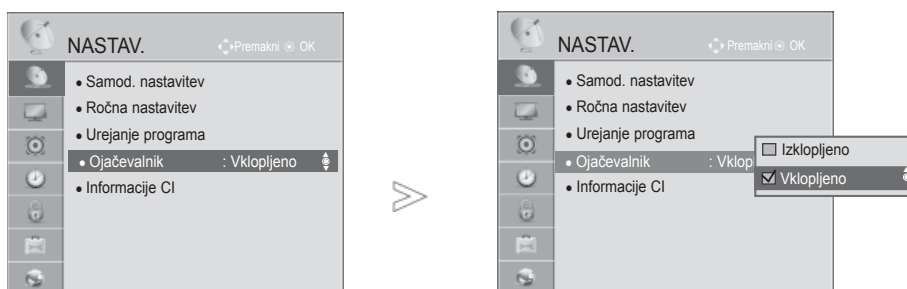 NASTAV.
Premakni OK
Samod. nastavitev
Ročna nastavitev
Urejanje programa
Ojačevalnik : Vklopljeno
Informacije CI
NASTAV.
Premakni OK
Samod. nastavitev
Ročna nastavitev
Urejanje programa
Ojačevalnik : Vklop
Informacije CI
Izklopljeno
Vklopljeno